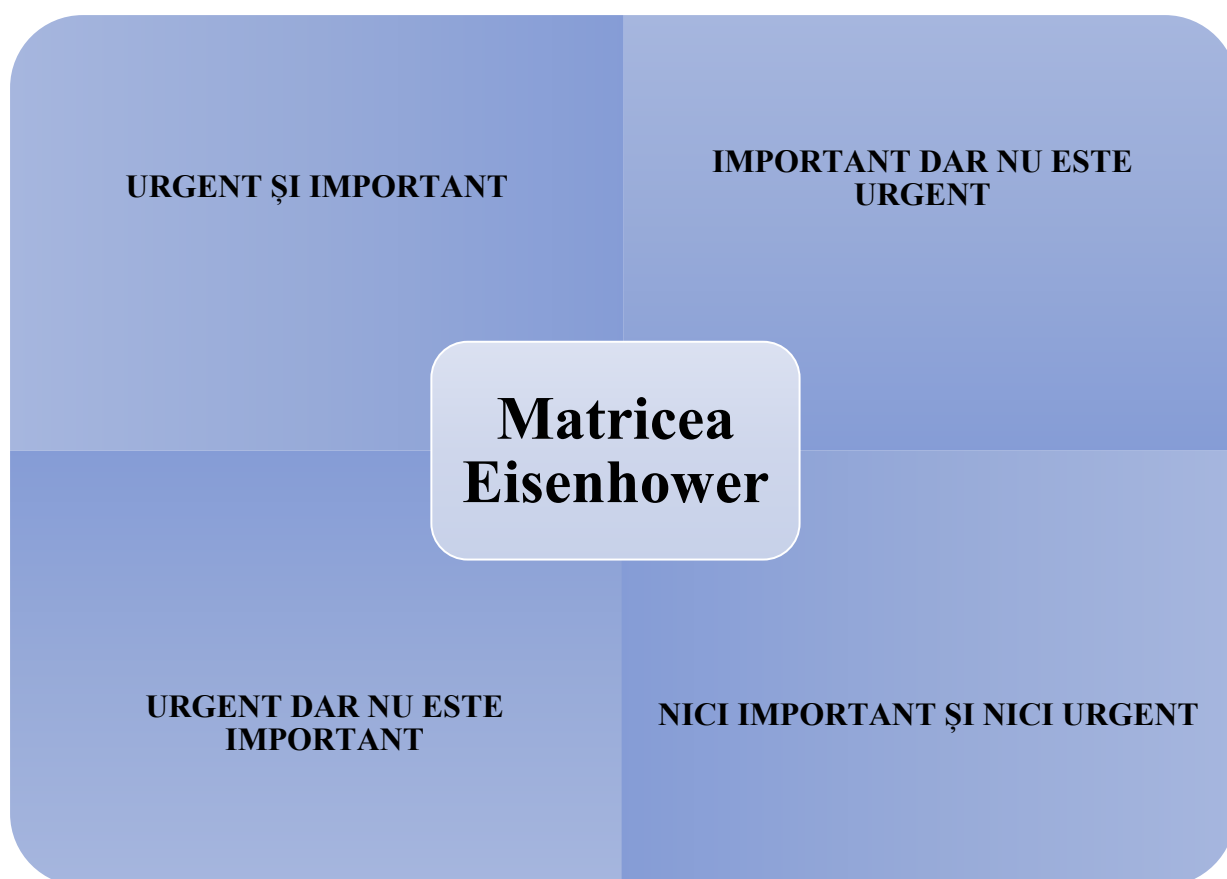 URGENT ȘI IMPORTANT
IMPORTANT DAR NU ESTE
URGENT
Matricea
Eisenhower
URGENT DAR NU ESTE
IMPORTANT
NICI IMPORTANT ȘI NICI URGENT